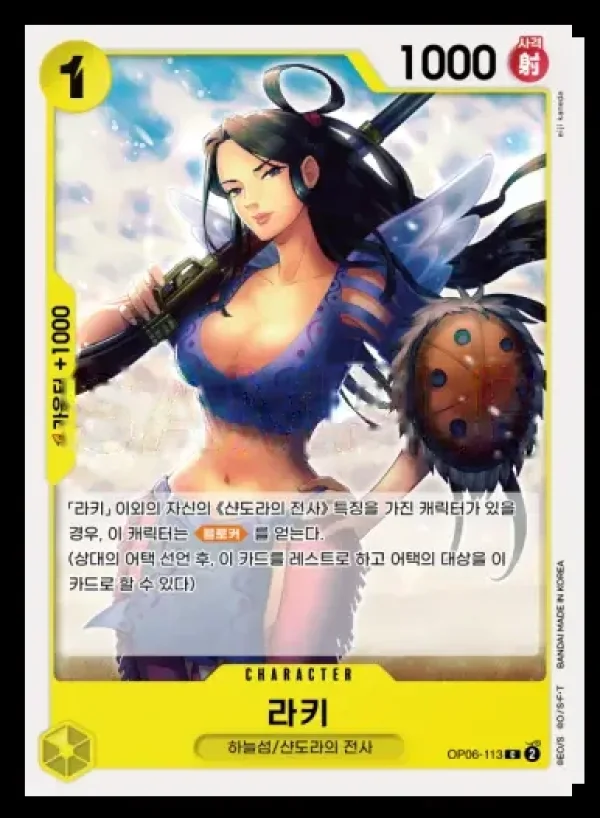 1
1000
사격
射
eiji kaneda
카운터 +1000
「라키」 이외의 자신의 《샨도라의 전사》 특징을 가진 캐릭터가 있을
경우, 이 캐릭터는 블로커 를 얻는다.
(상대의 어택 선언 후, 이 카드를 레스트로 하고 어택의 대상을 이
카드로 할 수 있다)
CHARACTER
라키
하늘섬/샨도라의 전사
OP06-113 C 2
©EO/S ©O/S·F·T BANDAI MADE IN KOREA